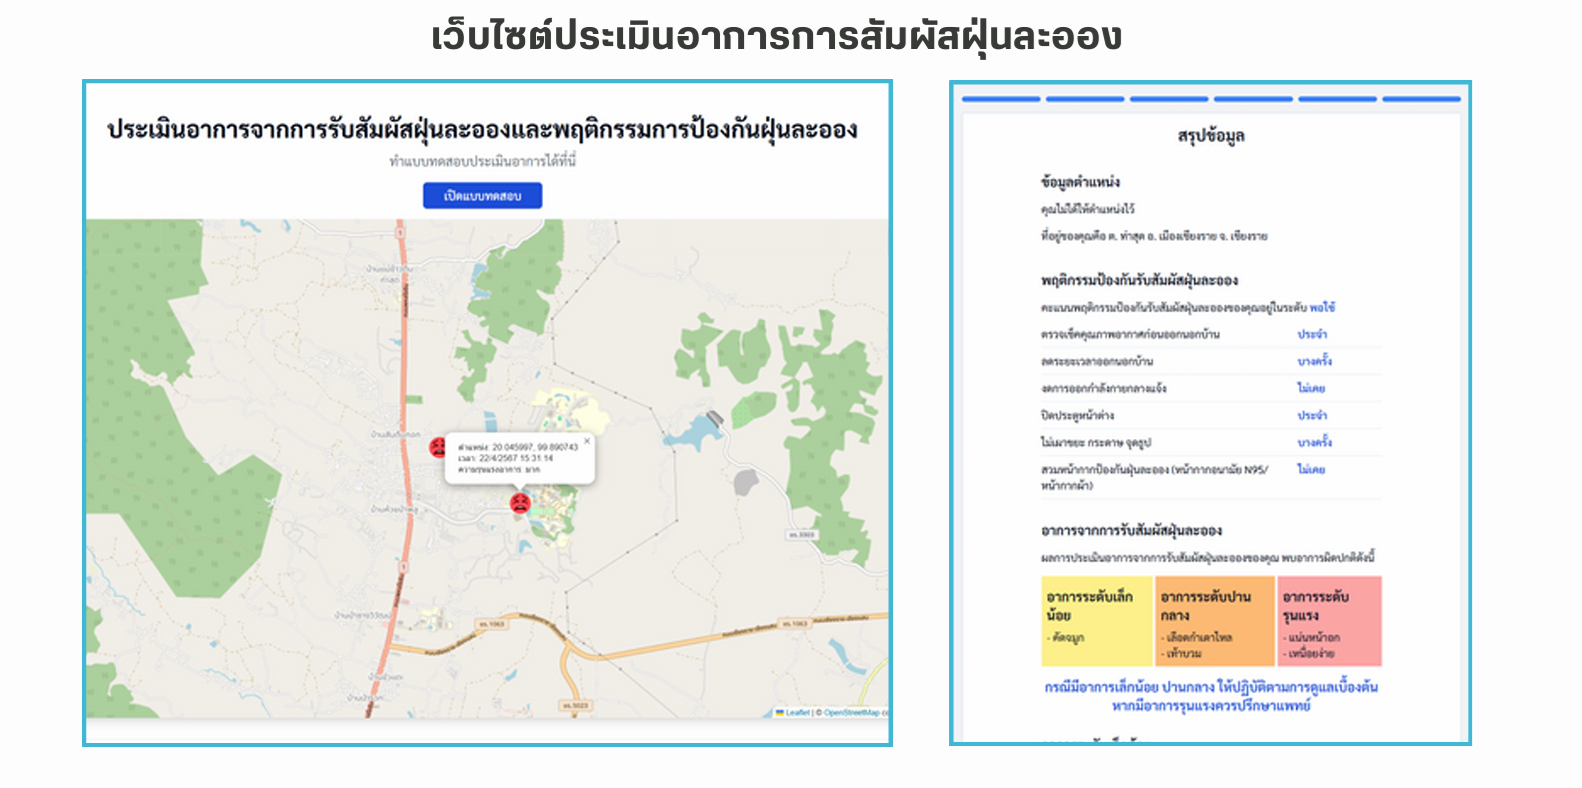 เว็บไซต์ประเมินอาการการสัมผัสฝุ่นละออง
ประเมินอาการจากการรับสัมผัสฝุ่นละอองและพฤติกรรมการป้องกันฝุ่นละออง
ทำแบบทดสอบประเมินอาการได้ที่นี่
เปิดแบบทดสอบ
1
บ้านสันต้นกอก
ตำแหน่ง: 20.045997, 99.890743
เวลา: 22/4/2567 15:31:14
ความรุนแรงอาการ มาก
บ้านห้วยปลาฟู
ชร.3303
1
ชร.1063
ชร.1063
ชร.5023
Leaflet | © OpenStreetMap co
สรุปข้อมูล
ข้อมูลตำแหน่ง
คุณไม่ได้ให้ตำแหน่งไว้
ที่อยู่ของคุณคือ ต. ท่าสุด อ. เมืองเชียงราย จ. เชียงราย
พฤติกรรมป้องกันรับสัมผัสฝุ่นละออง
คะแนนพฤติกรรมป้องกันรับสัมผัสฝุ่นละอองของคุณอยู่ในระดับ พอใช้
ตรวจเช็คคุณภาพอากาศก่อนออกนอกบ้าน ประจำ
ลดระยะเวลาออกนอกบ้าน บางครั้ง
งดการออกกำลังกายกลางแจ้ง ไม่เคย
ปิดประตูหน้าต่าง ประจำ
ไม่เผาขยะ กระดาษ จุดธูป บางครั้ง
สวมหน้ากากป้องกันฝุ่นละออง (หน้ากากอนามัย N95/ ไม่เคย
หน้ากากผ้า)
อาการจากการรับสัมผัสฝุ่นละออง
ผลการประเมินอาการจากการรับสัมผัสฝุ่นละอองของคุณ พบอาการผิดปกติดังนี้
อาการระดับเล็ก
น้อย
- คัดจมูก
อาการระดับปาน
กลาง
- เลือดกำเดาไหล
- เท้าบวม
อาการระดับ
รุนแรง
- แน่นหน้าอก
- เหนื่อยง่าย
กรณีมีอาการเล็กน้อย ปานกลาง ให้ปฏิบัติตามการดูแลเบื้องต้น
หากมีอาการรุนแรงควรปรึกษาแพทย์